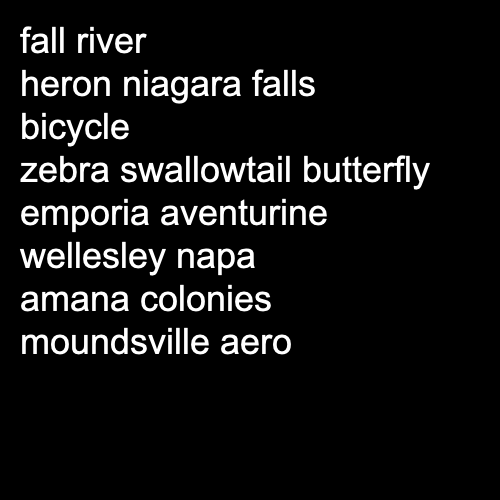 fall river
heron niagara falls
bicycle
zebra swallowtail butterfly
emporia aventurine
wellesley napa
amana colonies
moundsville aero